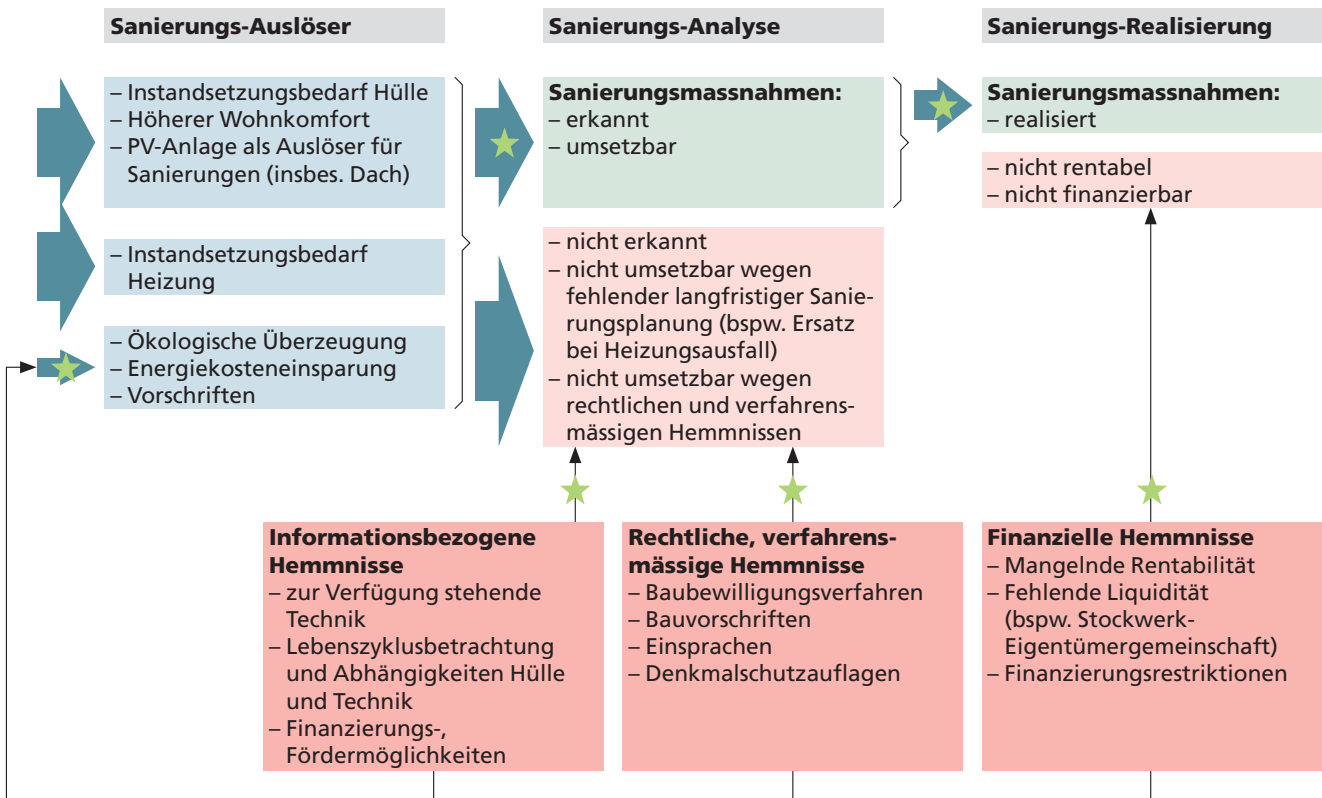 Sanierungs-Auslöser
– Instandsetzungsbedarf Hülle
– Höherer Wohnkomfort
– PV-Anlage als Auslöser für
Sanierungen (insbes. Dach)
– Instandsetzungsbedarf
Heizung
– Ökologische Überzeugung
– Energiekosteneinsparung
– Vorschriften
Sanierungs-Analyse
Sanierungsmassnahmen:
– erkannt
– umsetzbar
– nicht erkannt
– nicht umsetzbar wegen
fehlender langfristiger Sanie-
rungsplanung (bspw. Ersatz
bei Heizungsausfall)
– nicht umsetzbar wegen
rechtlichen und verfahrens-
mässigen Hemmnissen
Sanierungs-Realisierung
Sanierungsmassnahmen:
– realisiert
– nicht rentabel
– nicht finanzierbar
Informationsbezogene
Hemmnisse
– zur Verfügung stehende
Technik
– Lebenszyklusbetrachtung
und Abhängigkeiten Hülle
und Technik
– Finanzierungs-,
Fördermöglichkeiten
Rechtliche, verfahrens-
mässige Hemmnisse
– Baubewilligungsverfahren
– Bauvorschriften
– Einsprachen
– Denkmalschutzauflagen
Finanzielle Hemmnisse
– Mangelnde Rentabilität
– Fehlende Liquidität
(bspw. Stockwerk-
Eigentümergemeinschaft)
– Finanzierungsrestriktionen